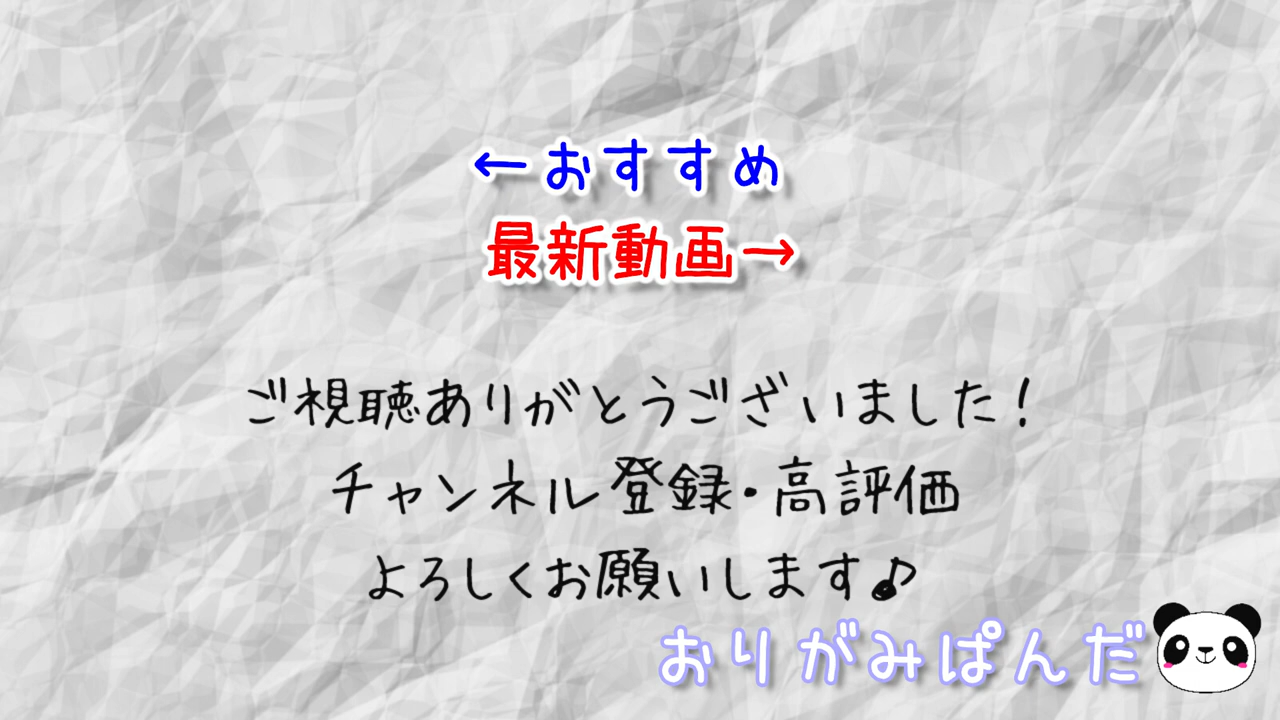 ←おすすめ
最新動画→
ご視聴ありがとうございました！
チャンネル登録・高評価
よろしくお願いします♪
おりがみぱんだ